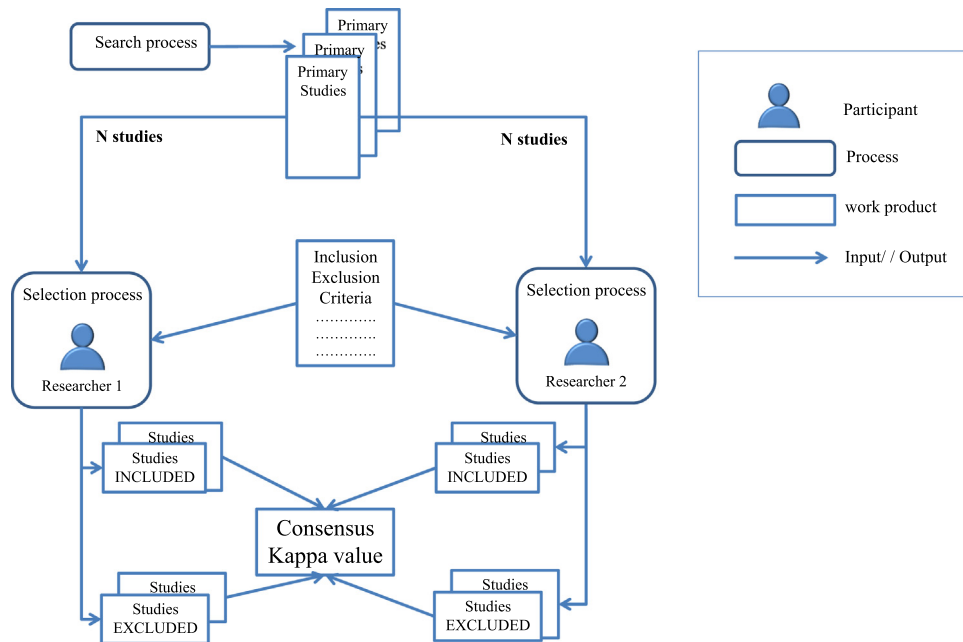 Search process
Primary
es
Primary
s
Primary
Studies
N studies
N studies
Participant
Process
work product
Input/ / Output
Inclusion
Exclusion
Criteria
.............
.............
.............
Selection process
Researcher 1
Selection process
Researcher 2
Studies
Studies
INCLUDED
Studies
Studies
INCLUDED
Consensus
Kappa value
Studies
Studies
EXCLUDED
Studies
Studies
EXCLUDED